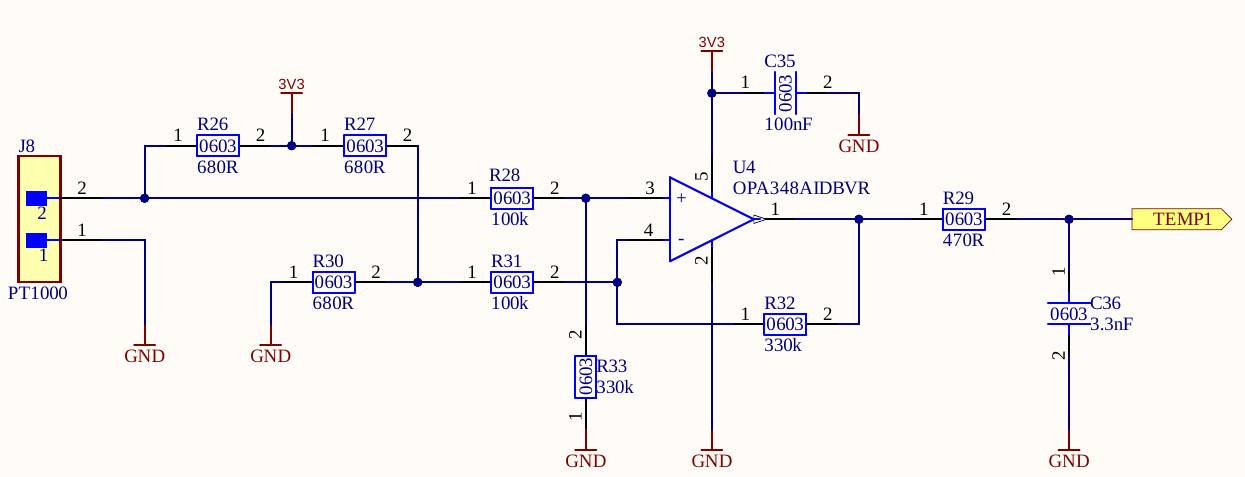 3V3
C35
1
0603
2
100nF
GND
3V3
R26
1
0603
2
680R
R27
1
0603
2
680R
J8
2
2
1
1
PT1000
GND
R28
1
0603
2
100k
R30
1
0603
2
680R
GND
R31
1
0603
2
100k
U4
OPA348AIDBVR
5
3
+
4
-
1
2
GND
R32
1
0603
2
330k
2
0603
R33
330k
1
GND
R29
1
0603
2
470R
TEMP1
1
C36
0603
3.3nF
2
GND